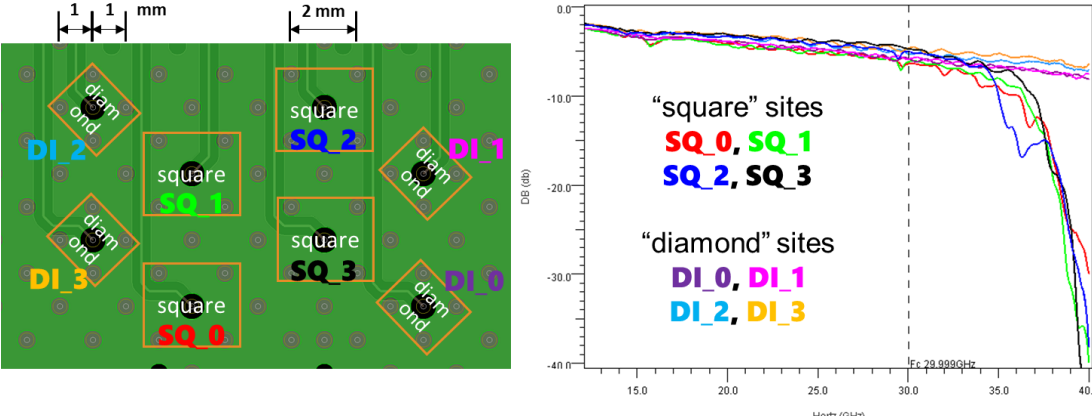 1 1 mm
2 mm
diam
ond
DI_2
square
SQ_1
square
SQ_2
DI_1
diam
ond
diam
ond
DI_3
square
SQ_0
square
SQ_3
DI_0
diam
ond
0.0
-10.0
-20.0
-30.0
-40.0
DB (db)
“square” sites
SQ_0, SQ_1
SQ_2, SQ_3
“diamond” sites
DI_0, DI_1
DI_2, DI_3
Fc 29.999GHz
15.0 20.0 25.0 30.0 35.0 40.
Hertz (GHz)